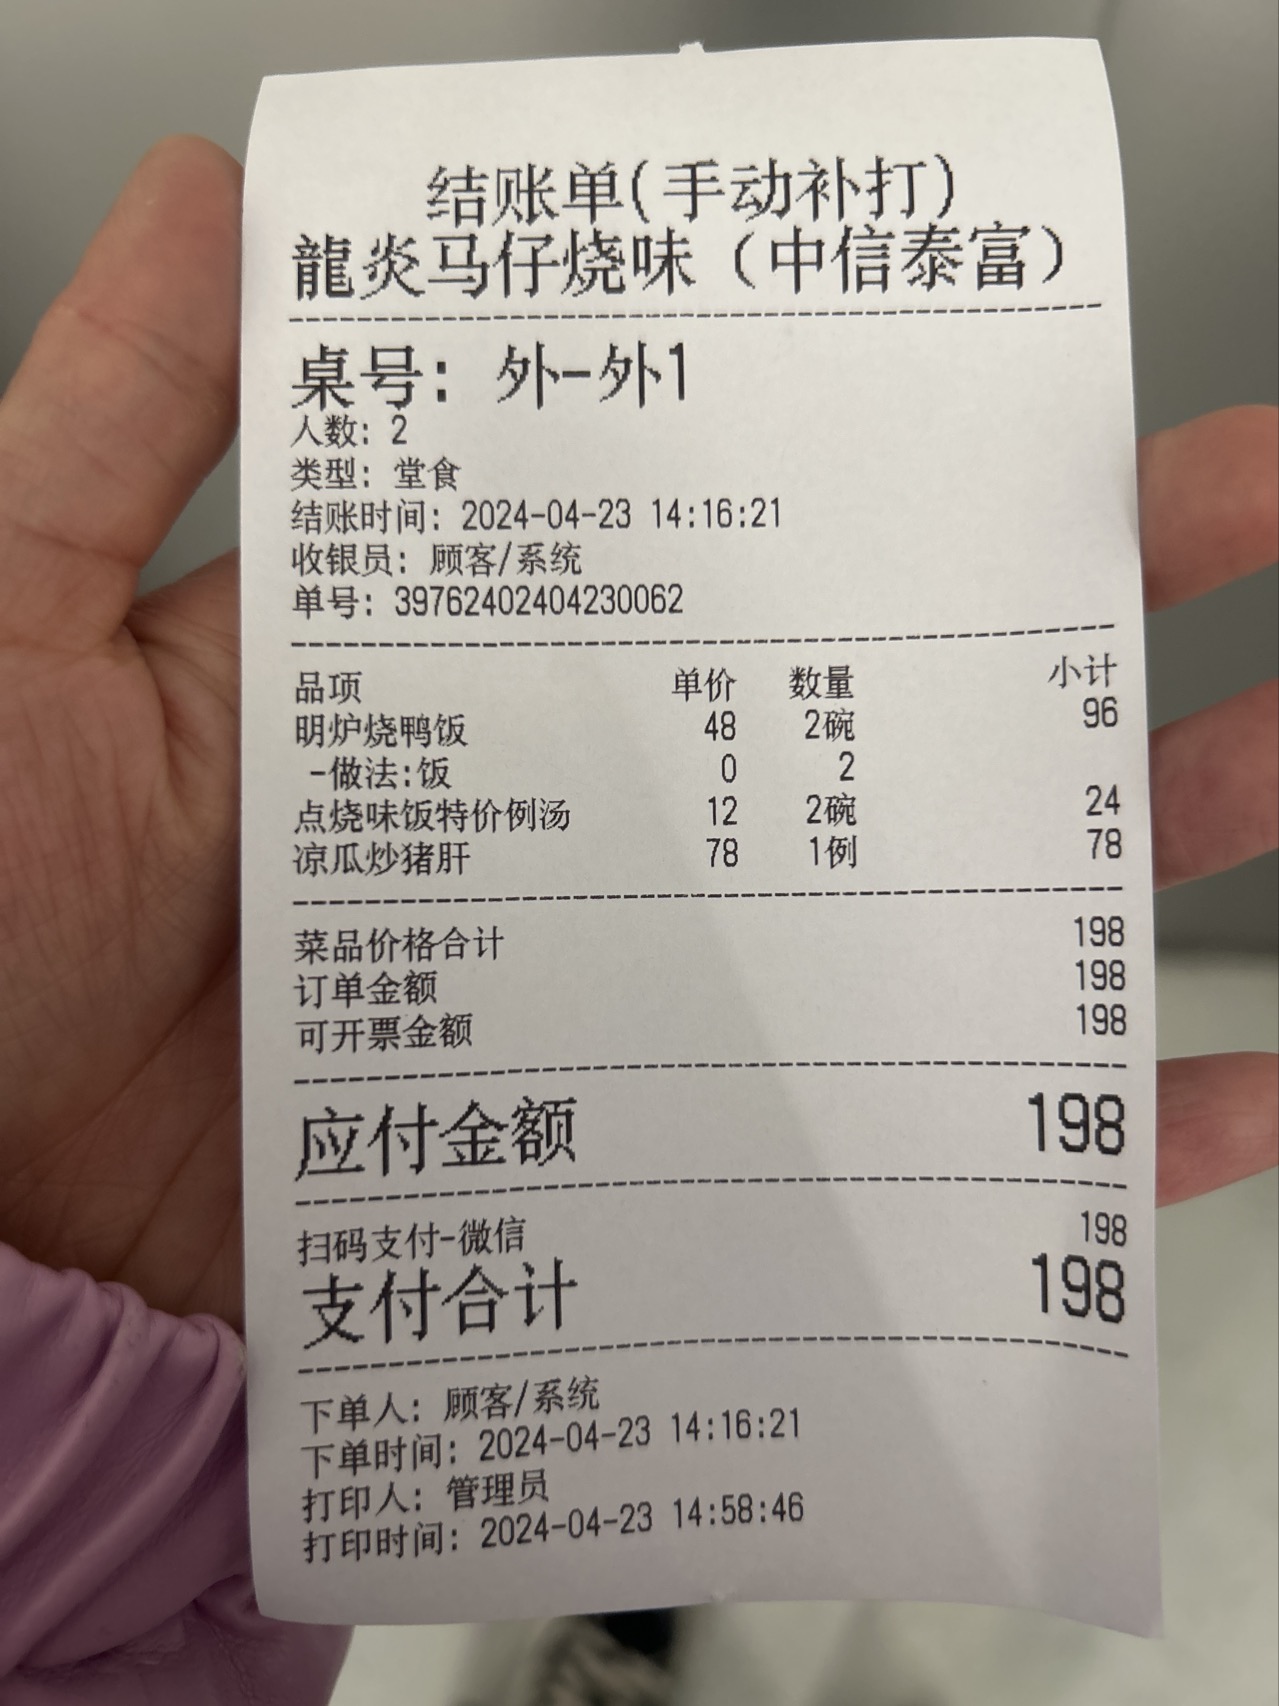 结账单(手动补打)
龍炎马仔烧味（中信泰富）
桌号: 外-外1
人数: 2
类型: 堂食
结账时间: 2024-04-23 14:16:21
收银员: 顾客/系统
单号: 39762402404230062
品项 单价 数量 小计
明炉烧鸭饭 48 2碗 96
-做法:饭 0 2
点烧味饭特价例汤 12 2碗 24
凉瓜炒猪肝 78 1例 78
菜品价格合计 198
订单金额 198
可开票金额 198
应付金额 198
扫码支付-微信 198
支付合计 198
下单人: 顾客/系统
下单时间: 2024-04-23 14:16:21
打印人: 管理员
打印时间: 2024-04-23 14:58:46